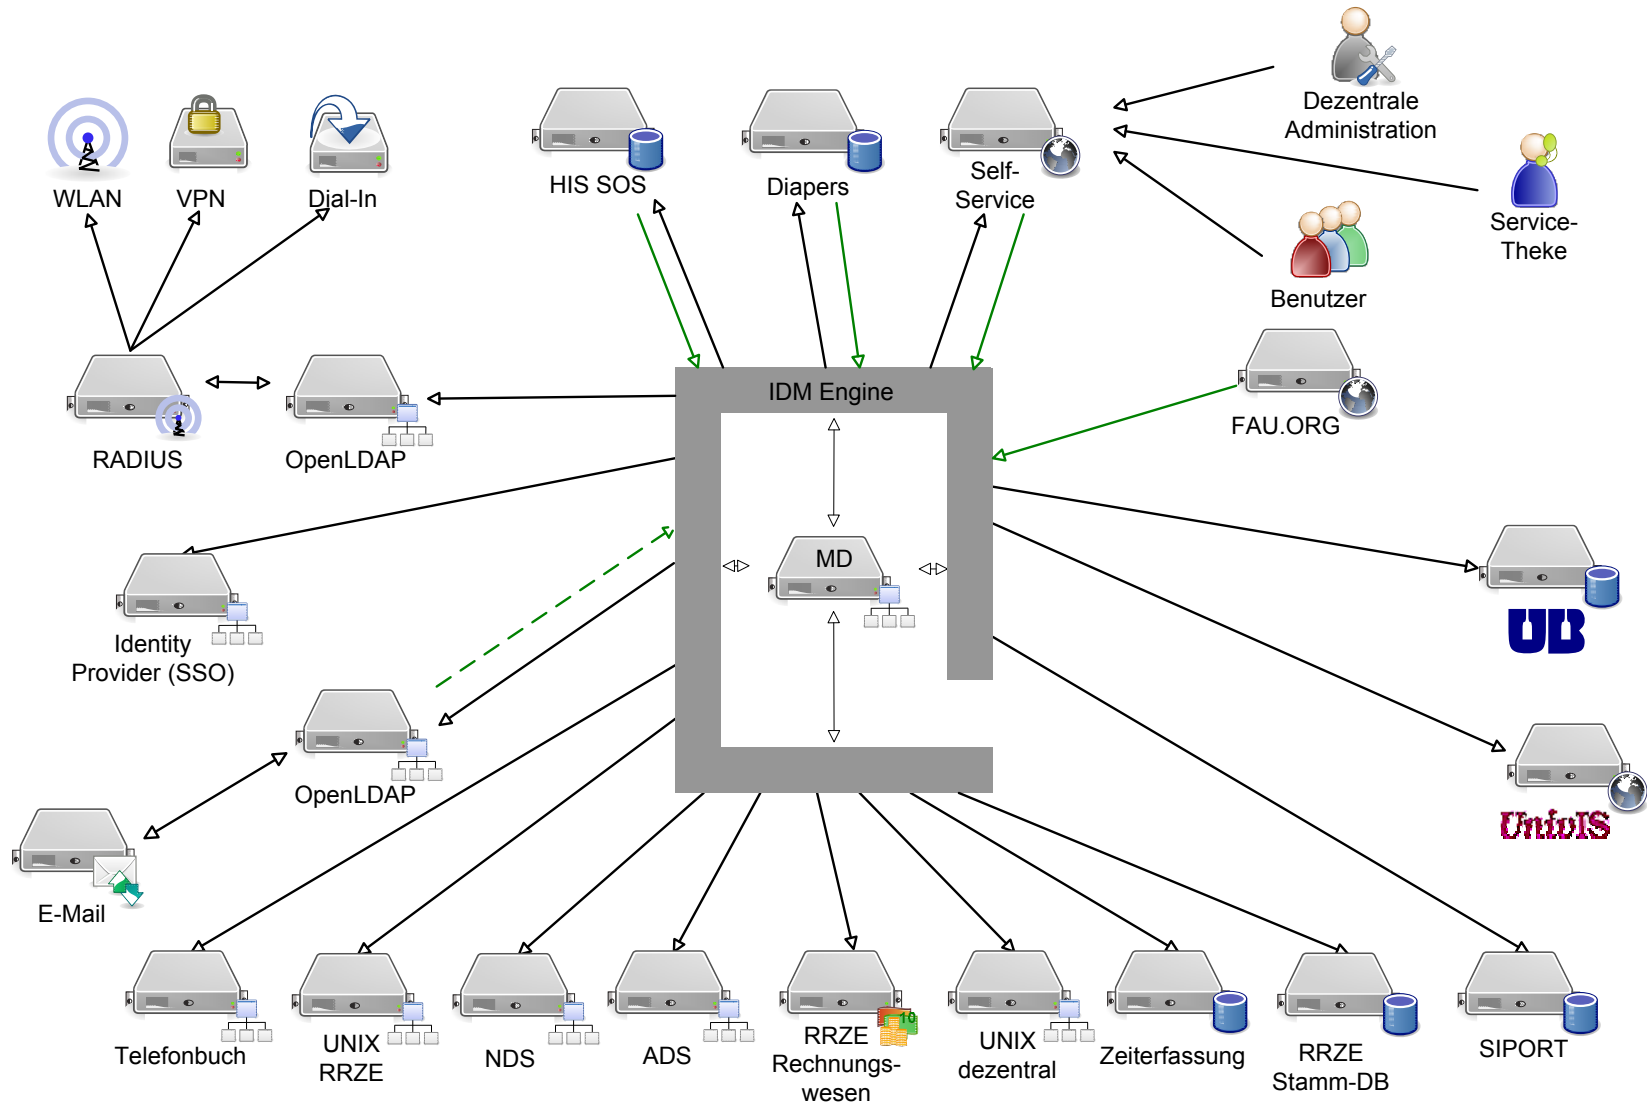 Dezentrale
Administration
WLAN
VPN
Dial-In
HIS SOS
Diapers
Self-
Service
Service-
Theke
Benutzer
IDM Engine
FAU.ORG
RADIUS
OpenLDAP
MD
Identity
Provider (SSO)
UB
OpenLDAP
UnivIS
E-Mail
10
Telefonbuch
UNIX
RRZE
NDS
ADS
RRZE
Rechnungs-
wesen
UNIX
dezentral
Zeiterfassung
RRZE
Stamm-DB
SIPORT